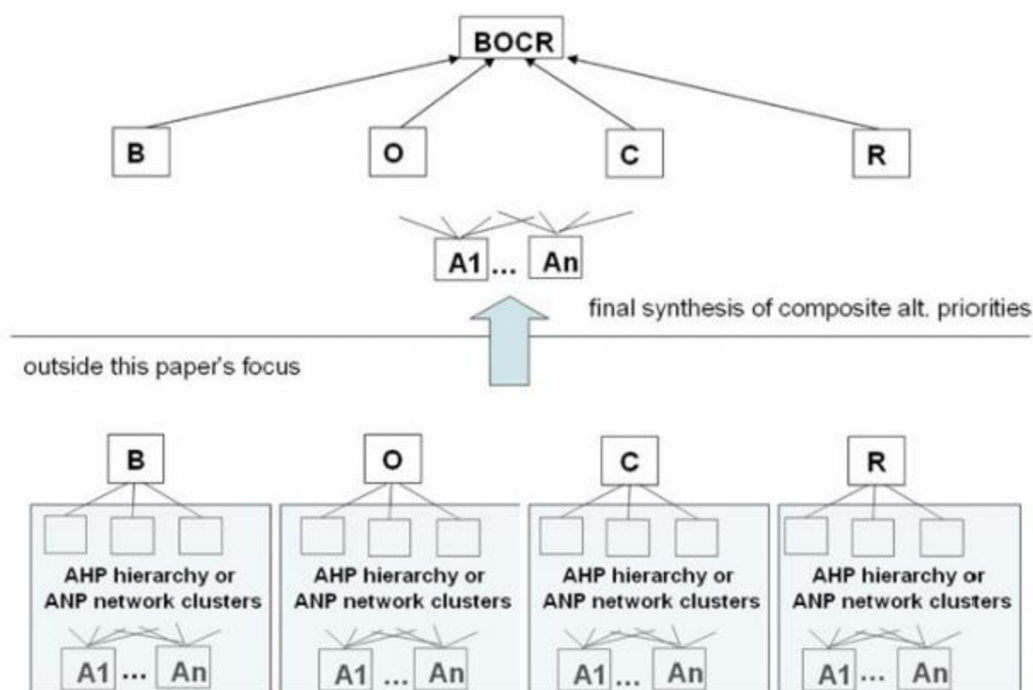 BOCR
B O C R
A1 ... An
final synthesis of composite alt. priorities
outside this paper's focus
B O C R
AHP hierarchy or AHP hierarchy or AHP hierarchy or AHP hierarchy or
ANP network clusters ANP network clusters ANP network clusters ANP network clusters
A1 ... An A1 ... An A1 ... An A1 ... An